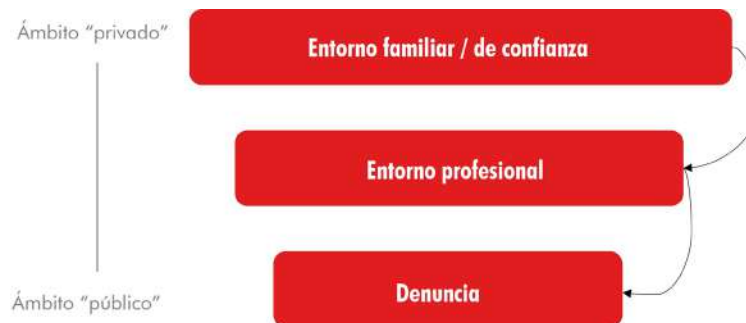 Ámbito “privado”
Entorno familiar / de confianza
Entorno profesional
Denuncia
Ámbito “público”